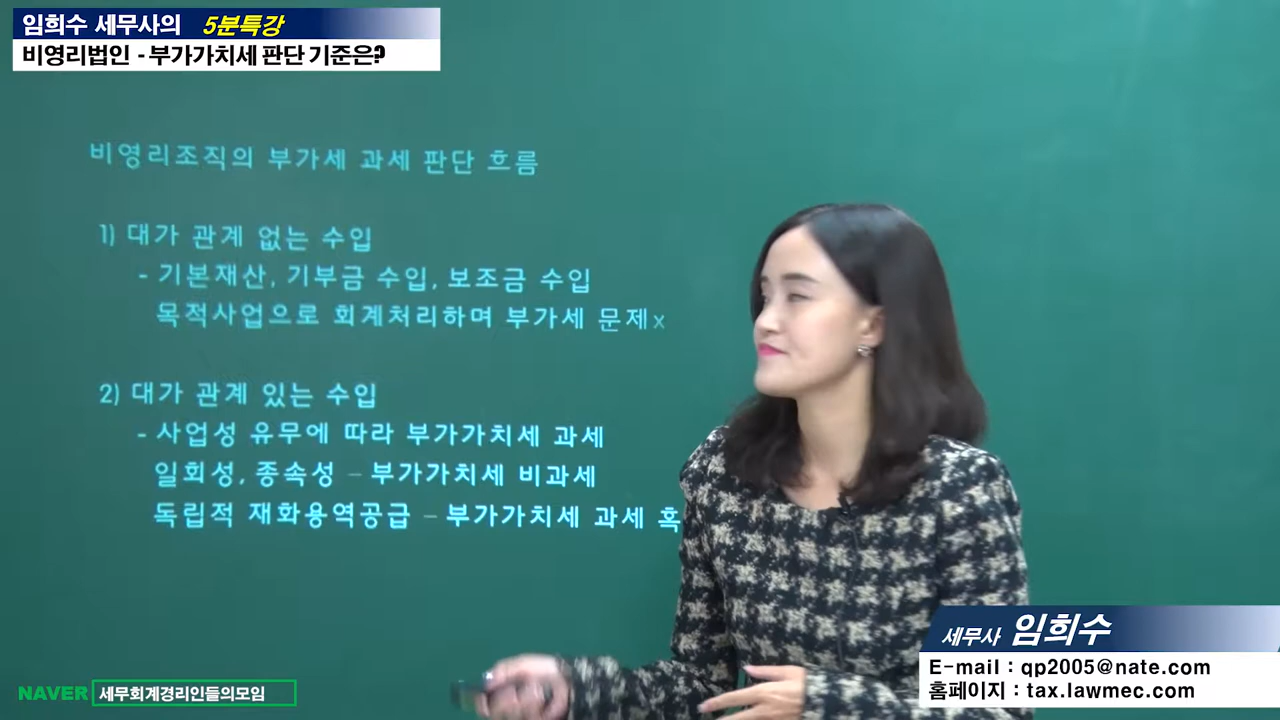 임희수 세무사의 5분특강
비영리법인 - 부가가치세 판단 기준은?
비영리조직의 부가세 과세 판단 흐름
1) 대가 관계 없는 수입
- 기본재산, 기부금 수입, 보조금 수입
목적사업으로 회계처리하며 부가세 문제x
2) 대가 관계 있는 수입
- 사업성 유무에 따라 부가가치세 과세
일회성, 종속성 – 부가가치세 비과세
독립적 재화용역공급 – 부가가치세 과세 혹
세무사 임희수
E-mail : qp2005@nate.com
홈페이지 : tax.lawmec.com
NAVER 세무회계경리인들의모임